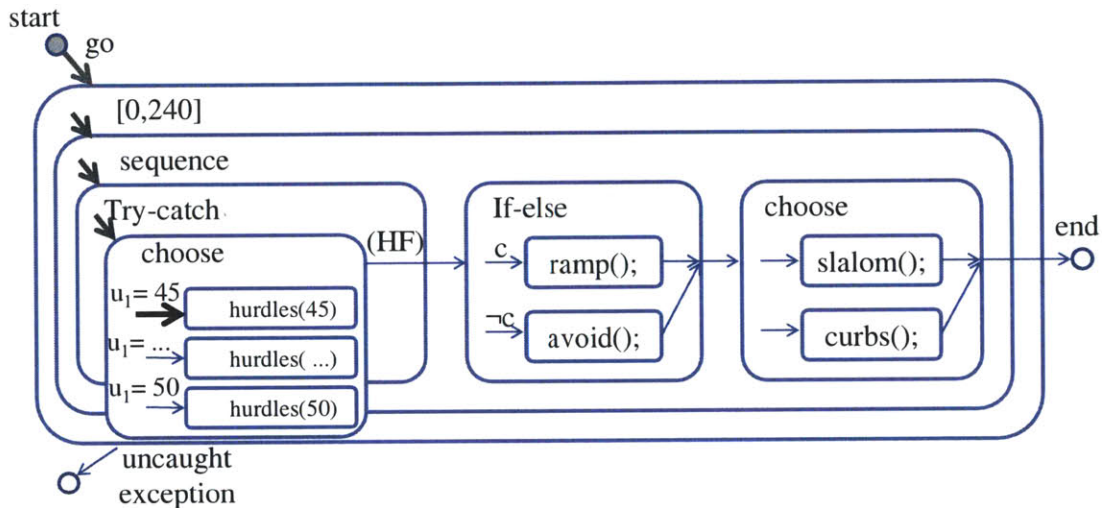 start
go
[0,240]
sequence
Try-catch
choose
u₁= 45
hurdles(45)
u₁= ...
hurdles( ...)
u₁= 50
hurdles(50)
(HF)
If-else
c
ramp();
¬c
avoid();
choose
slalom();
curbs();
end
uncaught
exception